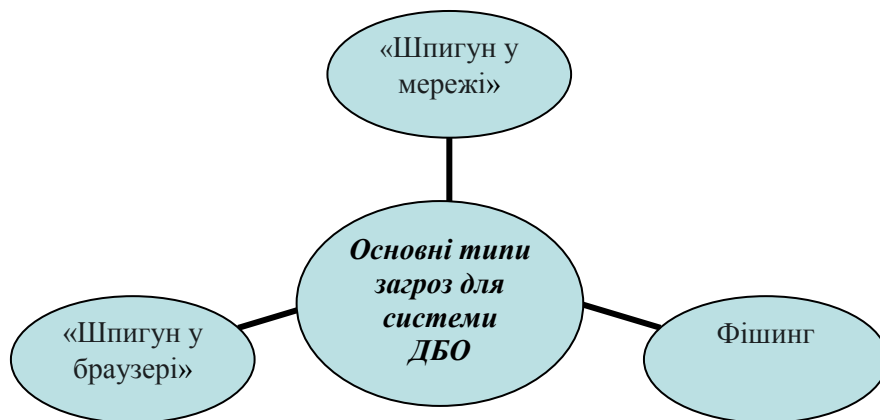 «Шпигун у
мережі»
Основні типи
загроз для
системи
ДБО
«Шпигун у
браузері»
Фішинг